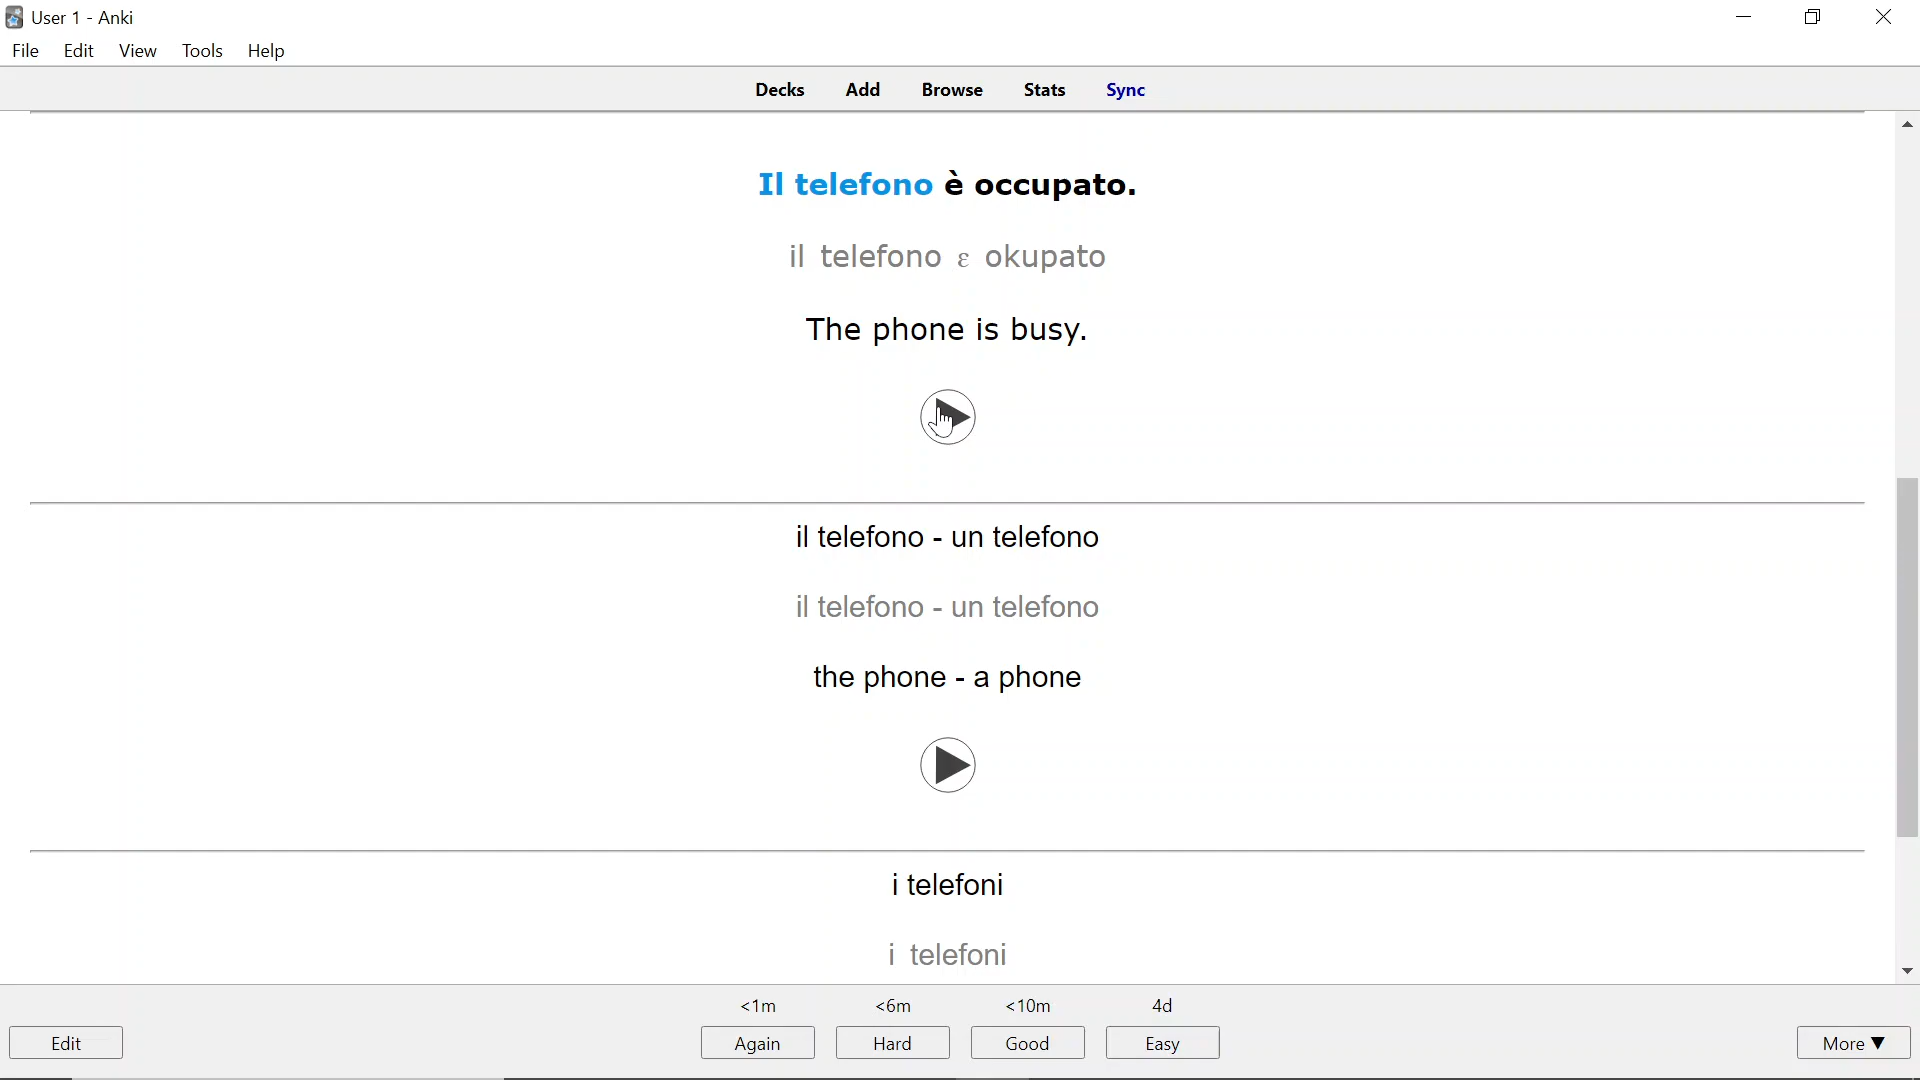 User 1 - Anki
File Edit View Tools Help
Decks Add Browse Stats Sync
Il telefono è occupato.
il telefono ɛ okupato
The phone is busy.
il telefono - un telefono
il telefono - un telefono
the phone - a phone
i telefoni
i telefoni
<1m <6m <10m 4d
Edit Again Hard Good Easy More ▼